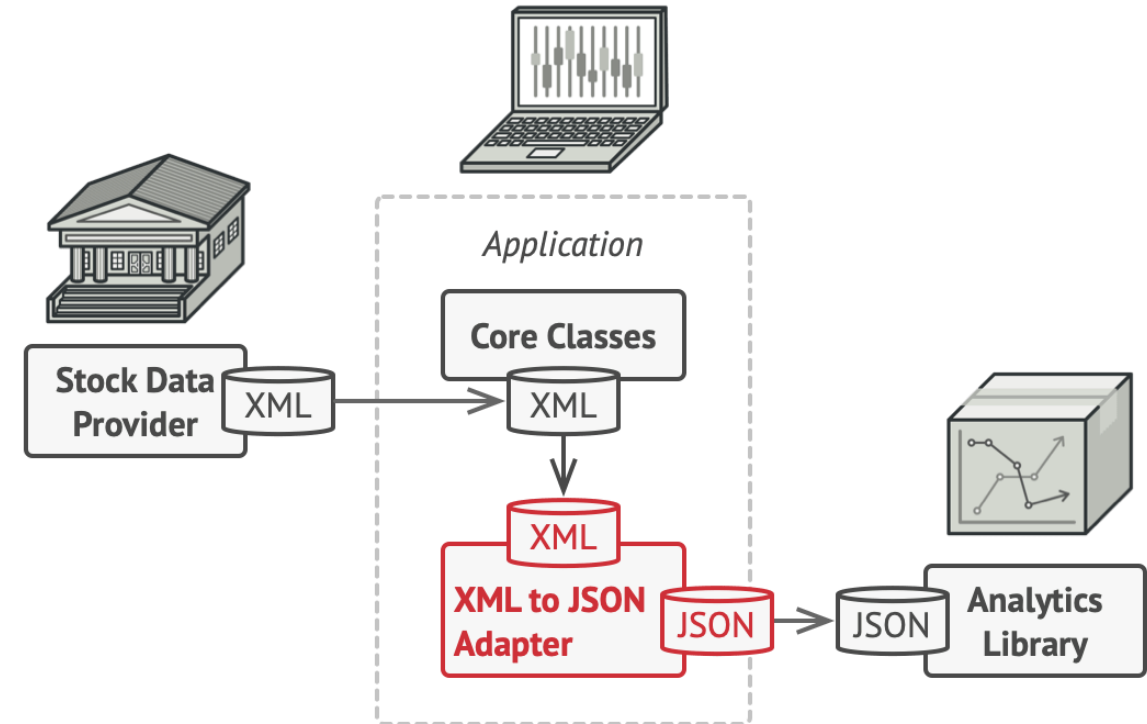 Application
Core Classes
Stock Data
Provider
XML
XML
XML
XML to JSON
Adapter
JSON
JSON
Analytics
Library